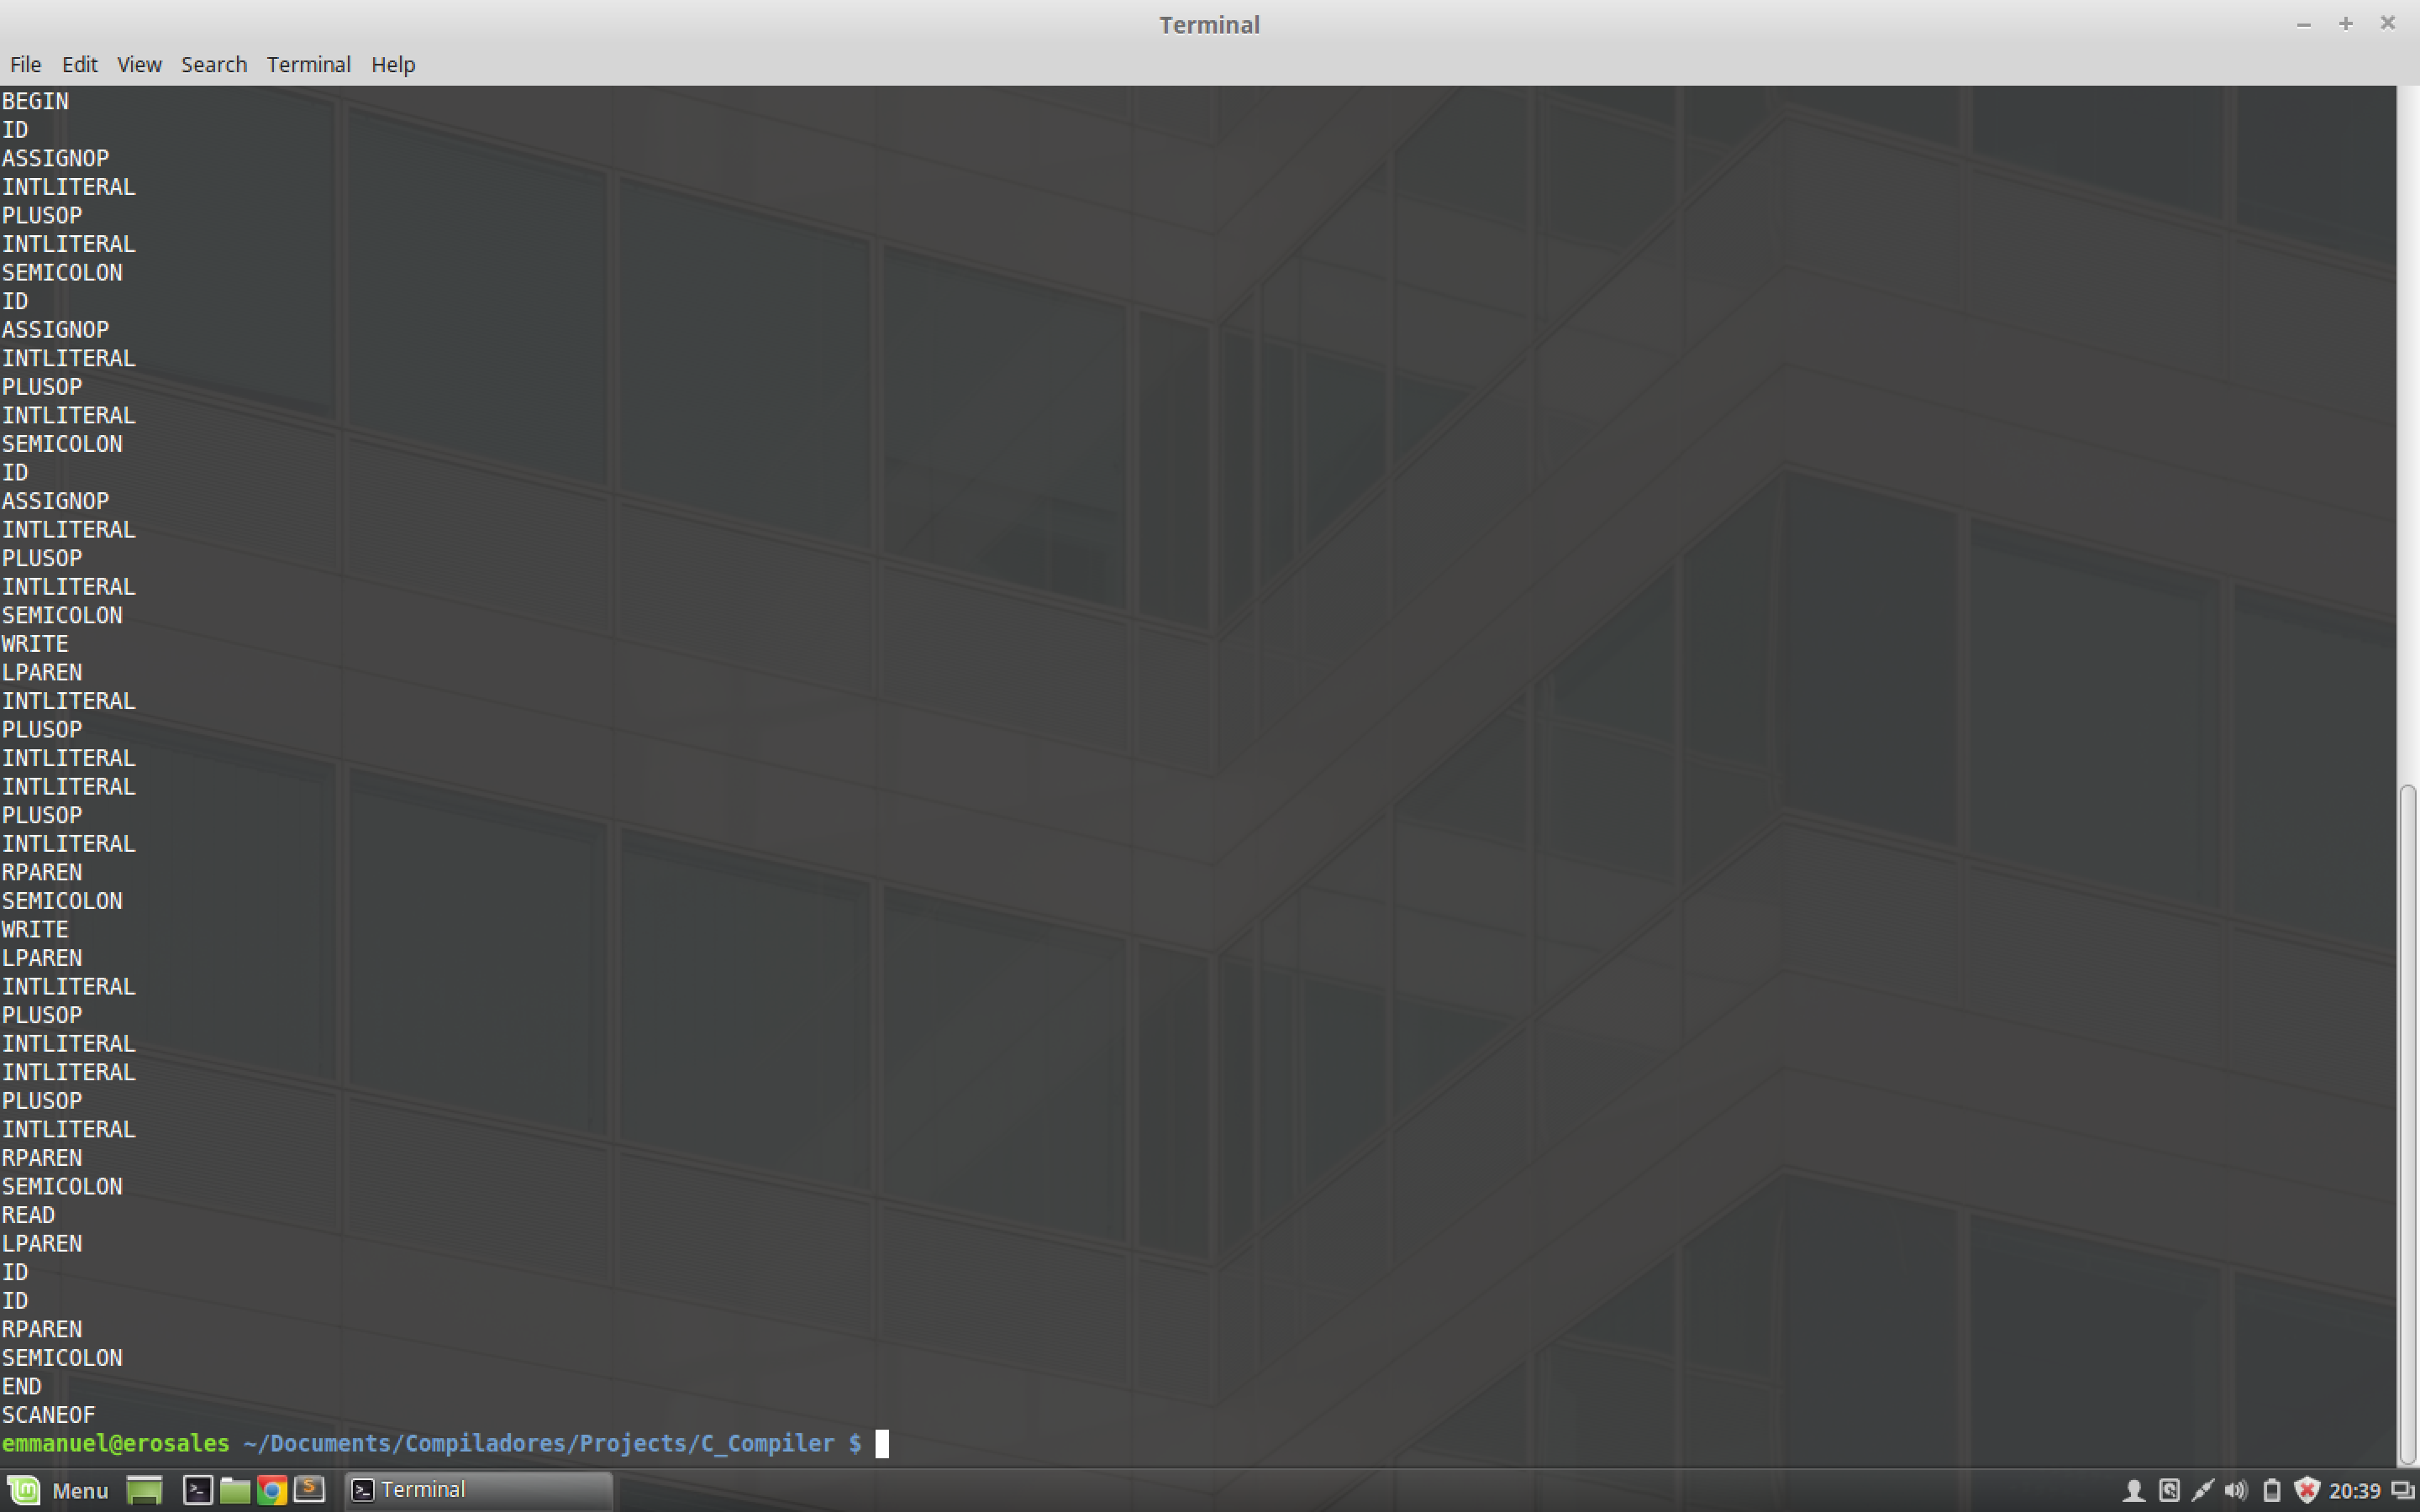 Terminal
File Edit View Search Terminal Help
BEGIN
ID
ASSIGNOP
INTLITERAL
PLUSOP
INTLITERAL
SEMICOLON
ID
ASSIGNOP
INTLITERAL
PLUSOP
INTLITERAL
SEMICOLON
ID
ASSIGNOP
INTLITERAL
PLUSOP
INTLITERAL
SEMICOLON
WRITE
LPAREN
INTLITERAL
PLUSOP
INTLITERAL
INTLITERAL
PLUSOP
INTLITERAL
RPAREN
SEMICOLON
WRITE
LPAREN
INTLITERAL
PLUSOP
INTLITERAL
INTLITERAL
PLUSOP
INTLITERAL
RPAREN
SEMICOLON
READ
LPAREN
ID
ID
RPAREN
SEMICOLON
END
SCANEOF
emmanuel@erosales ~/Documents/Compiladores/Projects/C_Compiler $
Menu Terminal 20:39